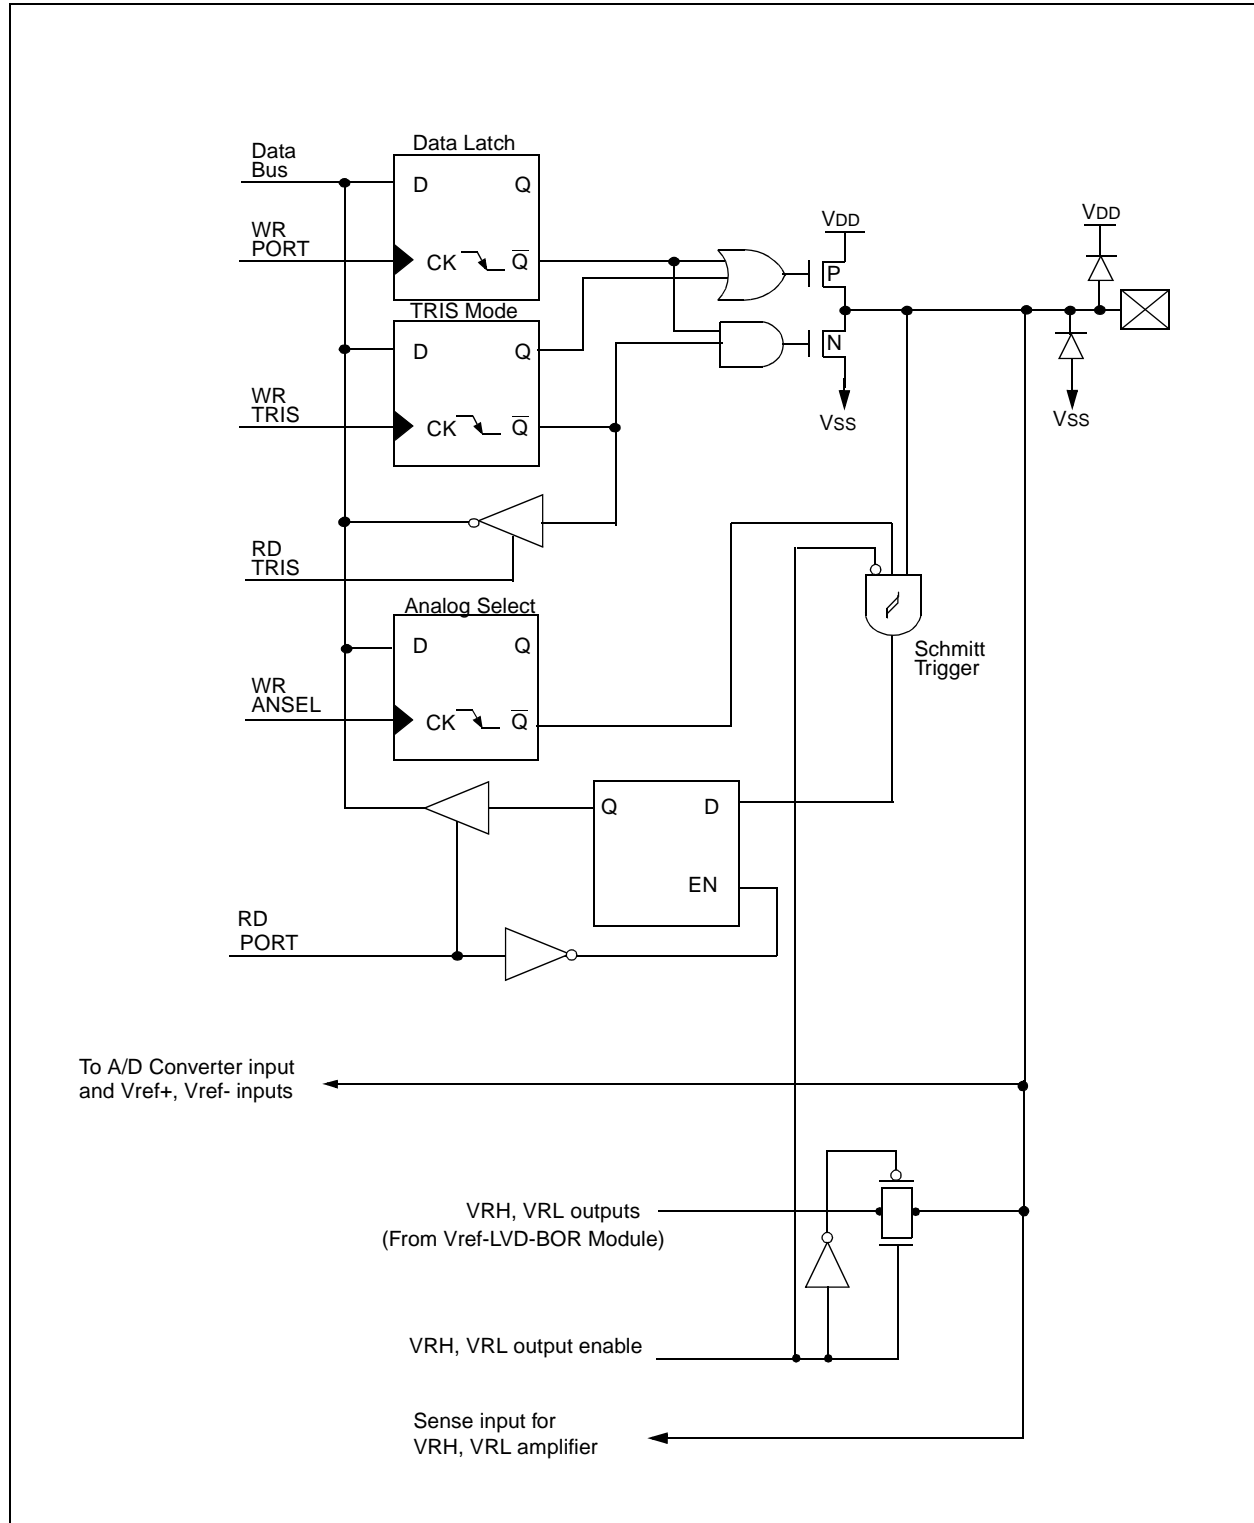 Data Latch
Data
Bus
D
Q
WR
PORT
CK
Q
VDD
VDD
P
TRIS Mode
D
Q
N
WR
TRIS
CK
Q
VSS
VSS
RD
TRIS
Analog Select
D
Q
Schmitt
Trigger
WR
ANSEL
CK
Q
Q
D
EN
RD
PORT
To A/D Converter input
and Vref+, Vref- inputs
VRH, VRL outputs
(From Vref-LVD-BOR Module)
VRH, VRL output enable
Sense input for
VRH, VRL amplifier